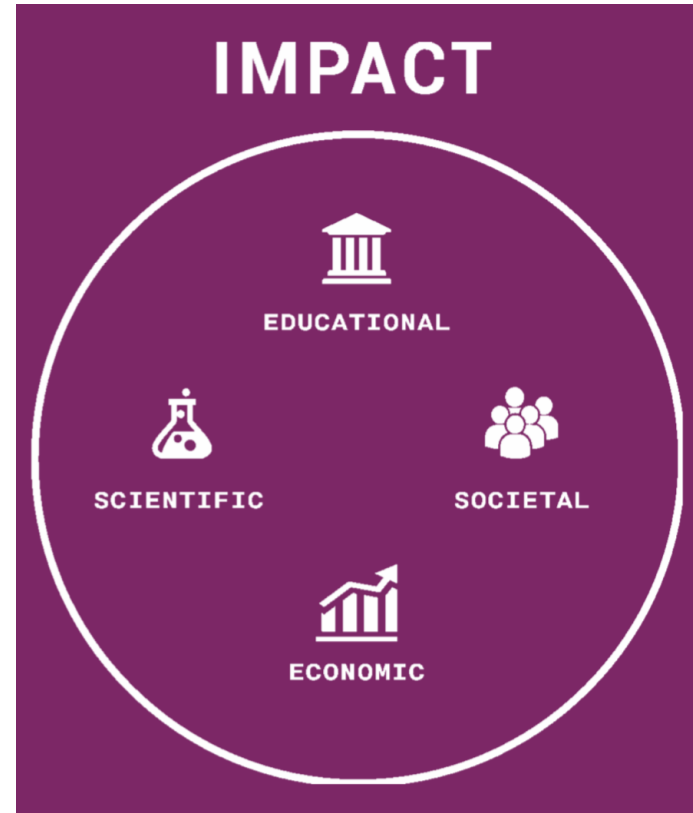 IMPACT
EDUCATIONAL
SCIENTIFIC
SOCIETAL
ECONOMIC